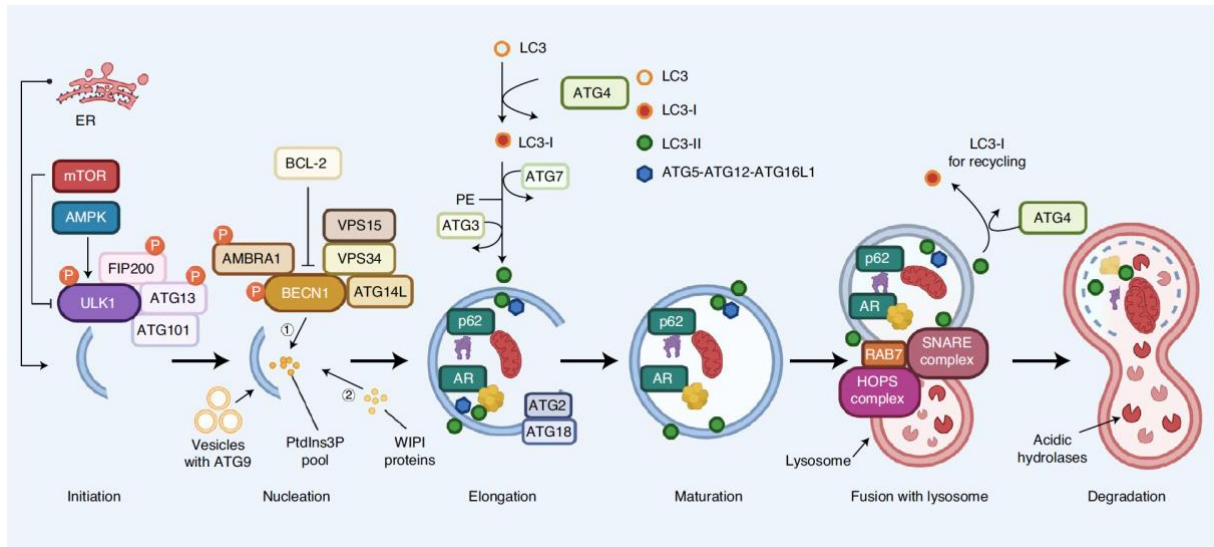 ER
mTOR
AMPK
P
P
FIP200
P
ULK1
ATG13
ATG101
Initiation
BCL-2
P
AMBRA1
VPS15
VPS34
P
BECN1
ATG14L
①
②
Vesicles
with ATG9
PtdIns3P
pool
WIPI
proteins
Nucleation
LC3
ATG4
LC3-I
PE
ATG7
ATG3
p62
AR
ATG2
ATG18
Elongation
LC3
LC3-I
LC3-II
ATG5-ATG12-ATG16L1
p62
AR
Maturation
LC3-I
for recycling
ATG4
p62
AR
RAB7
SNARE
complex
HOPS
complex
Lysosome
Fusion with lysosome
Acidic
hydrolases
Degradation